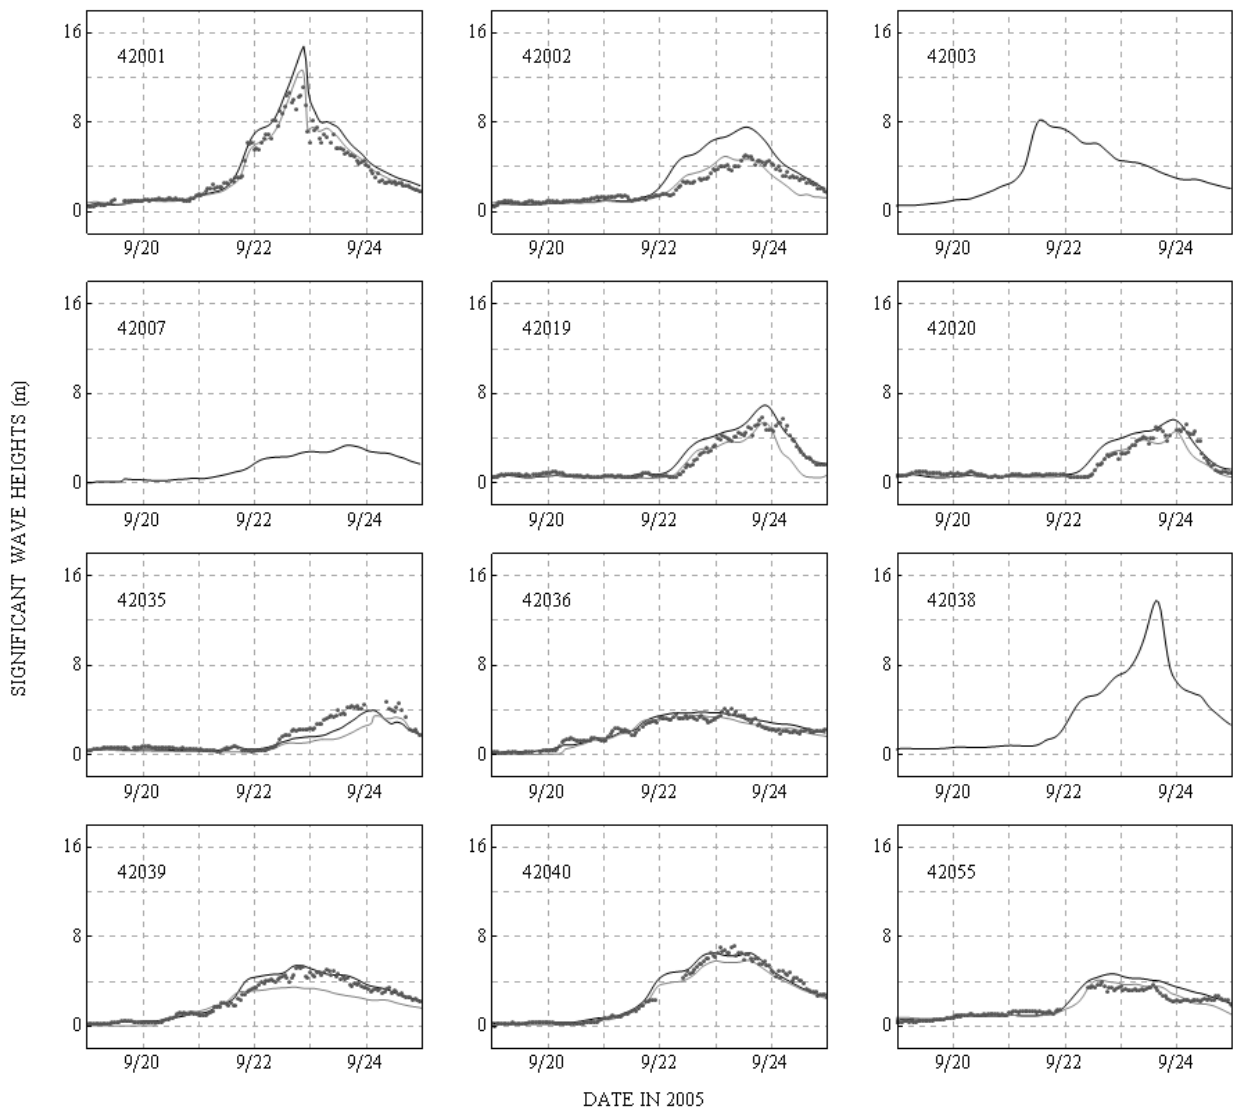 16 8 0 42001 9/20 9/22 9/24
16 8 0 42002 9/20 9/22 9/24
16 8 0 42003 9/20 9/22 9/24
16 8 0 42007 9/20 9/22 9/24
16 8 0 42019 9/20 9/22 9/24
16 8 0 42020 9/20 9/22 9/24
16 8 0 42035 9/20 9/22 9/24
16 8 0 42036 9/20 9/22 9/24
16 8 0 42038 9/20 9/22 9/24
16 8 0 42039 9/20 9/22 9/24
16 8 0 42040 9/20 9/22 9/24
16 8 0 42055 9/20 9/22 9/24
SIGNIFICANT WAVE HEIGHTS (m)
DATE IN 2005